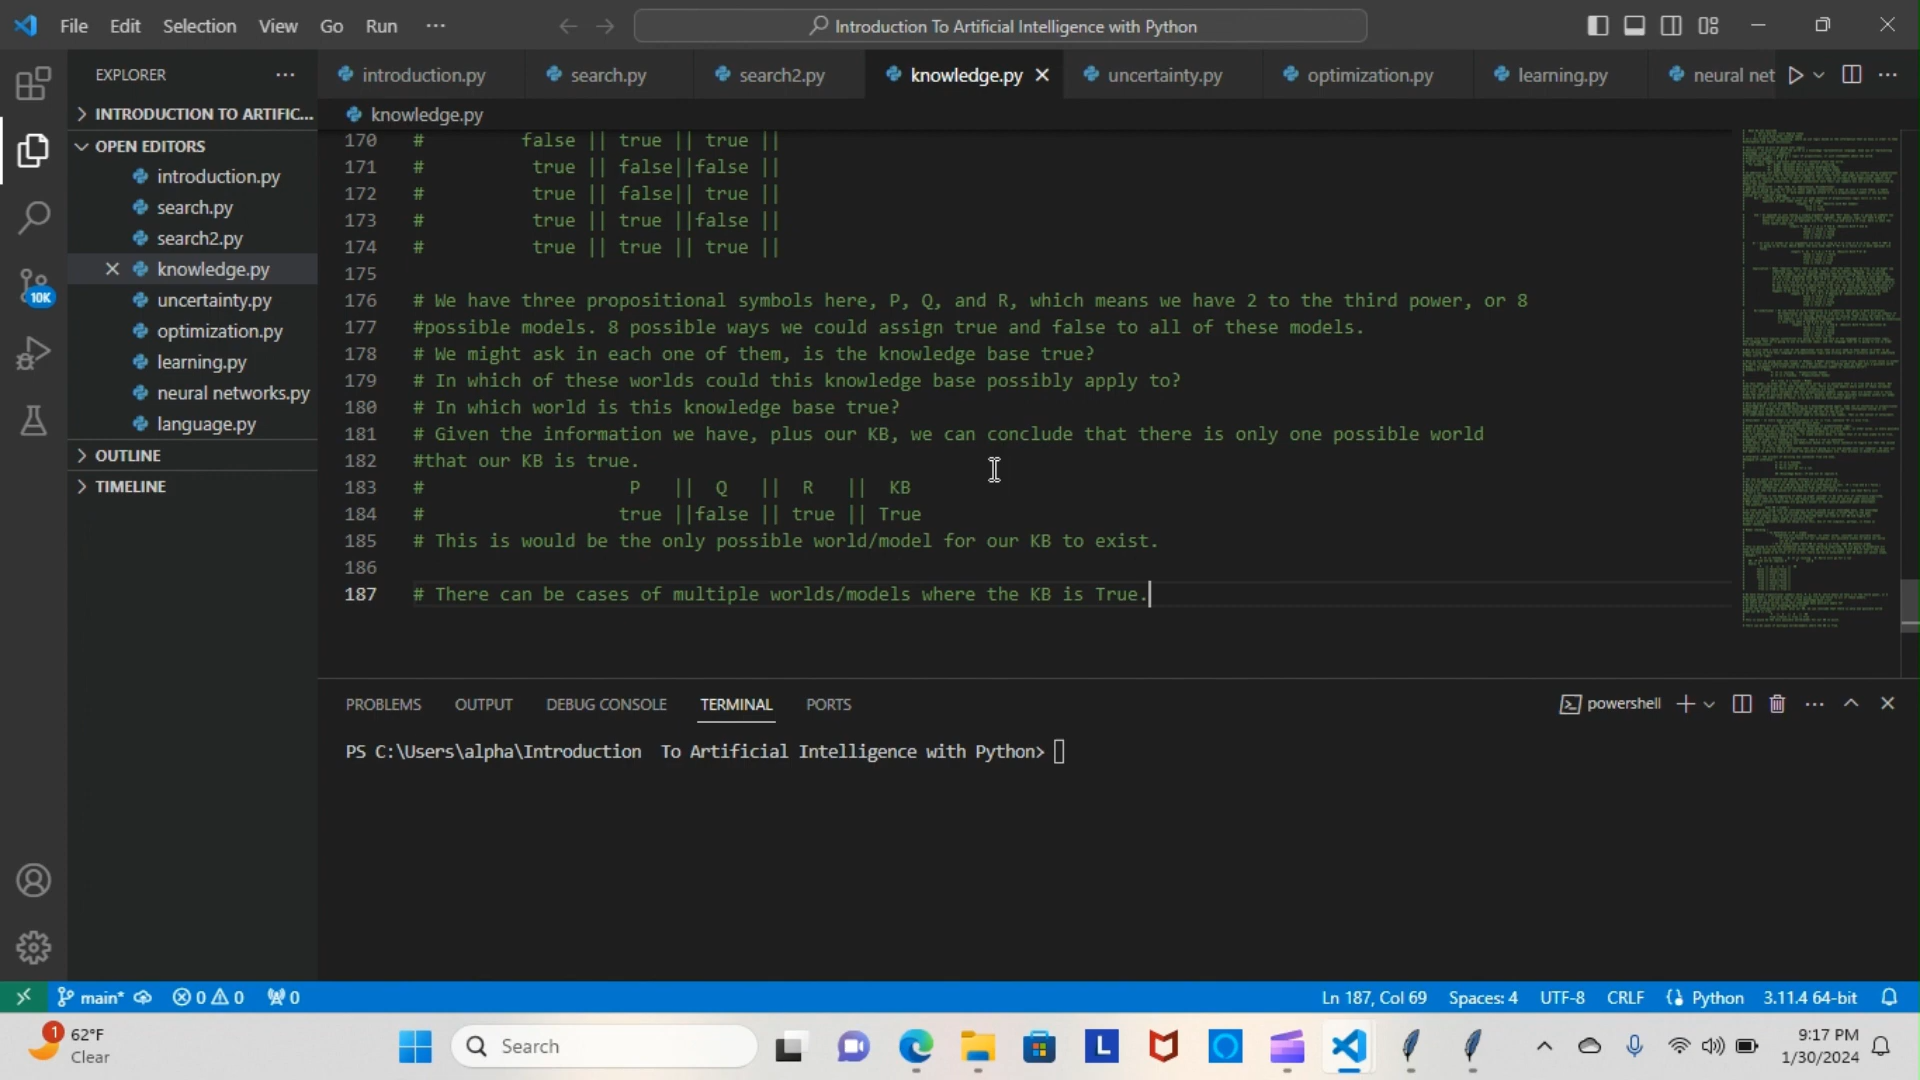 File Edit Selection View Go Run ···
Introduction To Artificial Intelligence with Python
EXPLORER ···
INTRODUCTION TO ARTIFIC...
OPEN EDITORS
introduction.py
search.py
search2.py
knowledge.py
uncertainty.py
optimization.py
learning.py
neural networks.py
language.py
OUTLINE
TIMELINE
10K
introduction.py search.py search2.py knowledge.py uncertainty.py optimization.py learning.py neural net
knowledge.py
170 # false || true || true ||
171 # true || false||false ||
172 # true || false|| true ||
173 # true || true ||false ||
174 # true || true || true ||
175
176 # We have three propositional symbols here, P, Q, and R, which means we have 2 to the third power, or 8
177 #possible models. 8 possible ways we could assign true and false to all of these models.
178 # We might ask in each one of them, is the knowledge base true?
179 # In which of these worlds could this knowledge base possibly apply to?
180 # In which world is this knowledge base true?
181 # Given the information we have, plus our KB, we can conclude that there is only one possible world
182 #that our KB is true.
183 # P || Q || R || KB
184 # true ||false || true || True
185 # This is would be the only possible world/model for our KB to exist.
186
187 # There can be cases of multiple worlds/models where the KB is True.
PROBLEMS OUTPUT DEBUG CONSOLE TERMINAL PORTS
powershell
PS C:\Users\alpha\Introduction  To Artificial Intelligence with Python>
main* 0 0 0
Ln 187, Col 69 Spaces: 4 UTF-8 CRLF Python 3.11.4 64-bit
1
62°F
Clear
Search
L
9:17 PM
1/30/2024